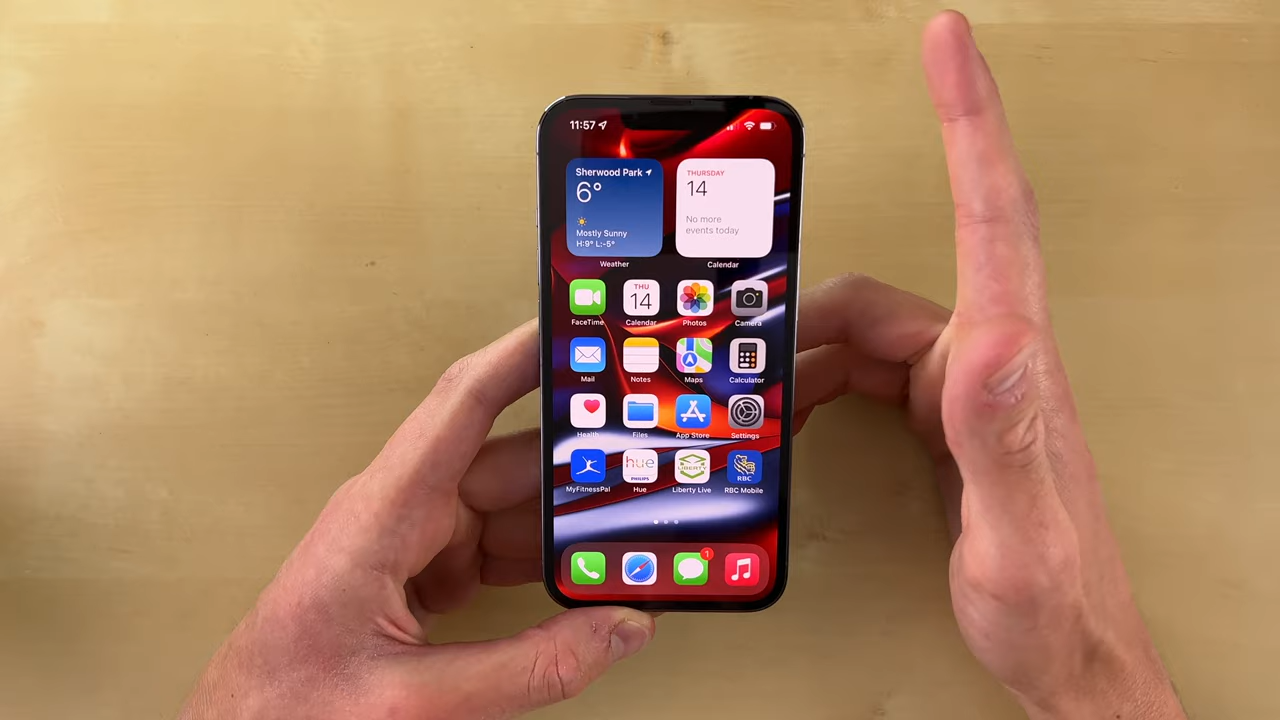 11:57
Sherwood Park
6°
Mostly Sunny
H:9° L:-5°
Weather
THURSDAY
14
No more
events today
Calendar
THU
14
FaceTime
Calendar
Photos
Camera
Mail
Notes
Maps
Calculator
Health
Files
App Store
Settings
hue
PHILIPS
LIBERTY
RBC
MyFitnessPal
Hue
Liberty Live
RBC Mobile
1